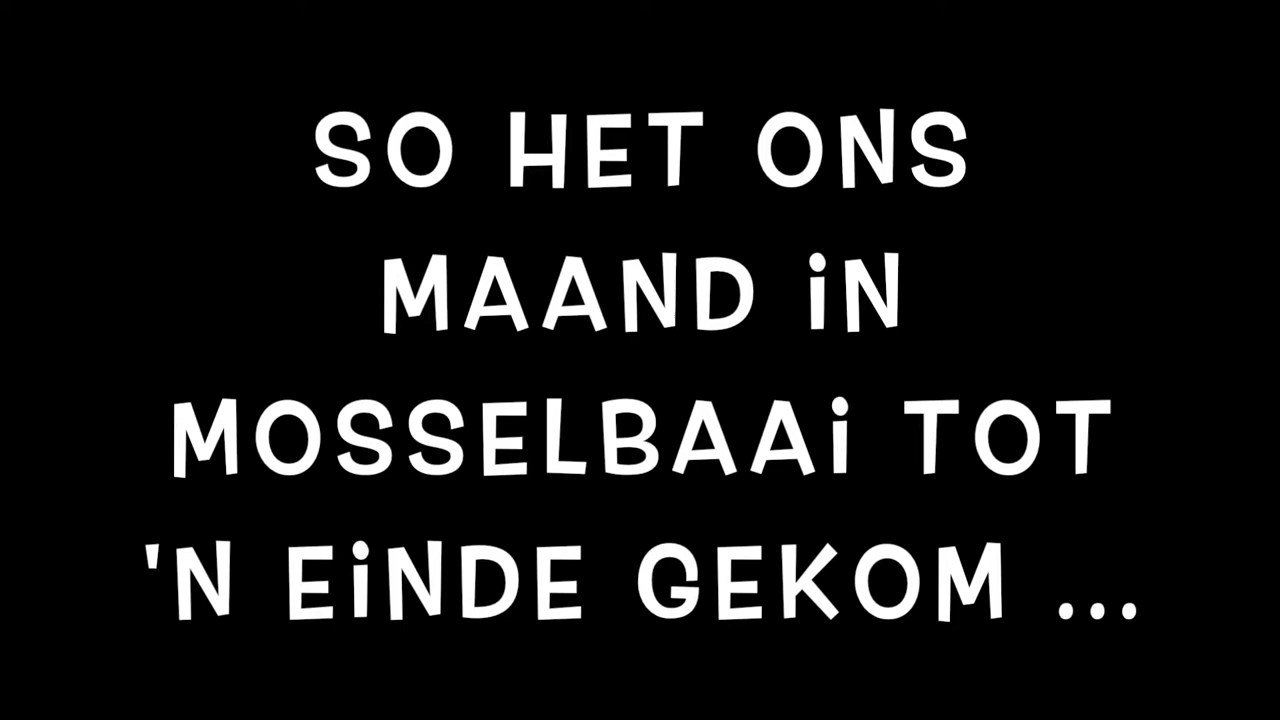 SO HET ONS
MAAND iN
MOSSELBAAi TOT
'N EiNDE GEKOM ...